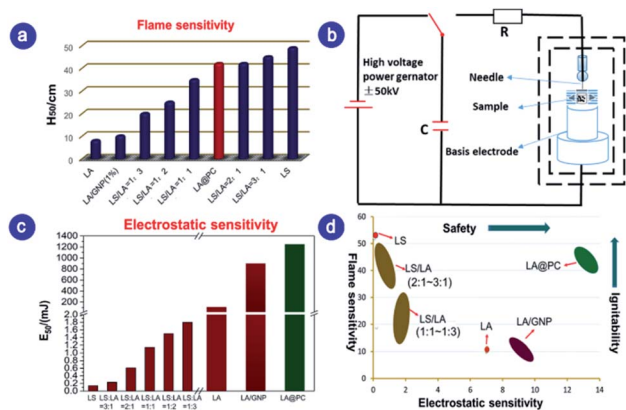 a
Flame sensitivity
H50/cm
50
40
30
20
10
0
LA
LA/GNP(1%)
LS/LA=1: 3
LS/LA=1: 2
LS/LA=1: 1
LA@PC
LS/LA=2: 1
LS/LA=3: 1
LS
b
High voltage
power gernator
±50kV
R
C
Needle
Sample
Basis electrode
c
Electrostatic sensitivity
E50/(mJ)
1400
1200
1000
800
600
400
200
2.0
1.8
1.6
1.4
1.2
1.0
0.8
0.6
0.4
0.2
0.0
LS
LS:LA
=3:1
LS:LA
=2:1
LS:LA
=1:1
LS:LA
=1:2
LS:LA
=1:3
LA
LA/GNP
LA@PC
d
Flame sensitivity
60
50
40
30
20
10
0
Safety
LS
LS/LA
(2:1~3:1)
LS/LA
(1:1~1:3)
LA
LA/GNP
LA@PC
Ignitability
0
2
4
6
8
10
12
14
Electrostatic sensitivity